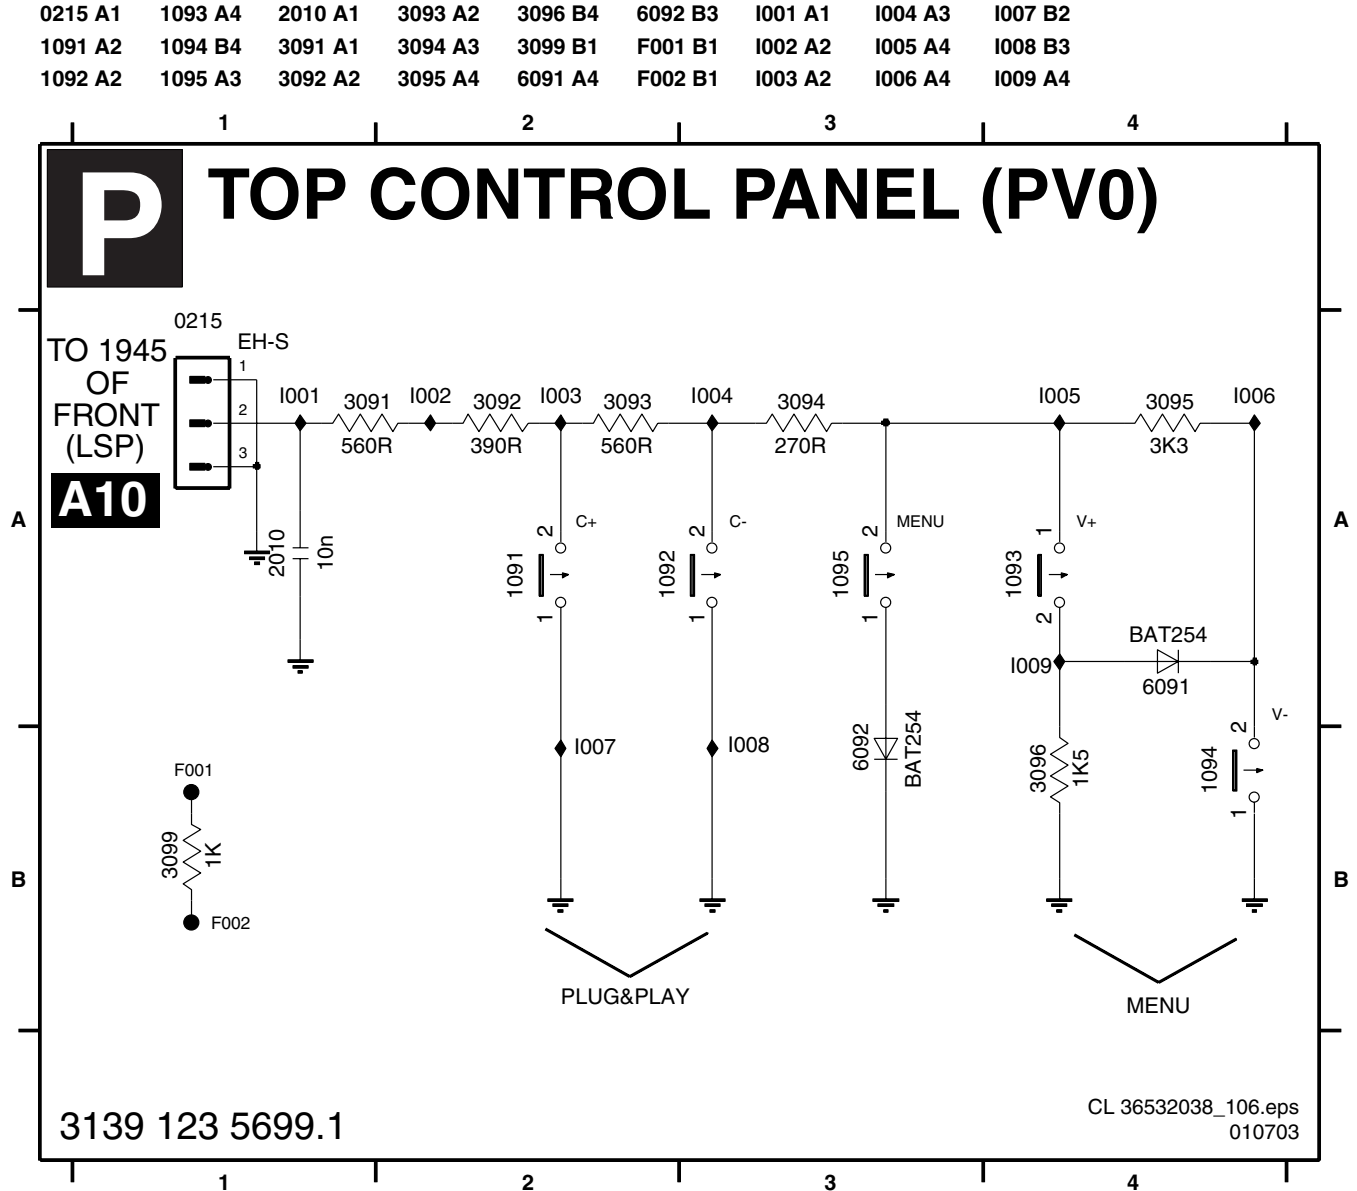 0215 A1 1093 A4 2010 A1 3093 A2 3096 B4 6092 B3 I001 A1 I004 A3 I007 B2
1091 A2 1094 B4 3091 A1 3094 A3 3099 B1 F001 B1 I002 A2 I005 A4 I008 B3
1092 A2 1095 A3 3092 A2 3095 A4 6091 A4 F002 B1 I003 A2 I006 A4 I009 A4
1 2 3 4
P TOP CONTROL PANEL (PV0)
0215
EH-S
TO 1945
OF
FRONT
(LSP)
A10
1
2
3
I001 3091 I002 3092 I003 3093 I004 3094 I005 3095 I006
560R 390R 560R 270R 3K3
A A
2010 10n
2 C+ 1091 1
2 C- 1092 1
2 MENU 1095 1
1 V+ 1093 2
BAT254
I009
6091
V-
2 1094 1
I007 I008
6092 BAT254
3096 1K5
F001
3099 1K
F002
B B
PLUG&PLAY
MENU
3139 123 5699.1
CL 36532038_106.eps
010703
1 2 3 4